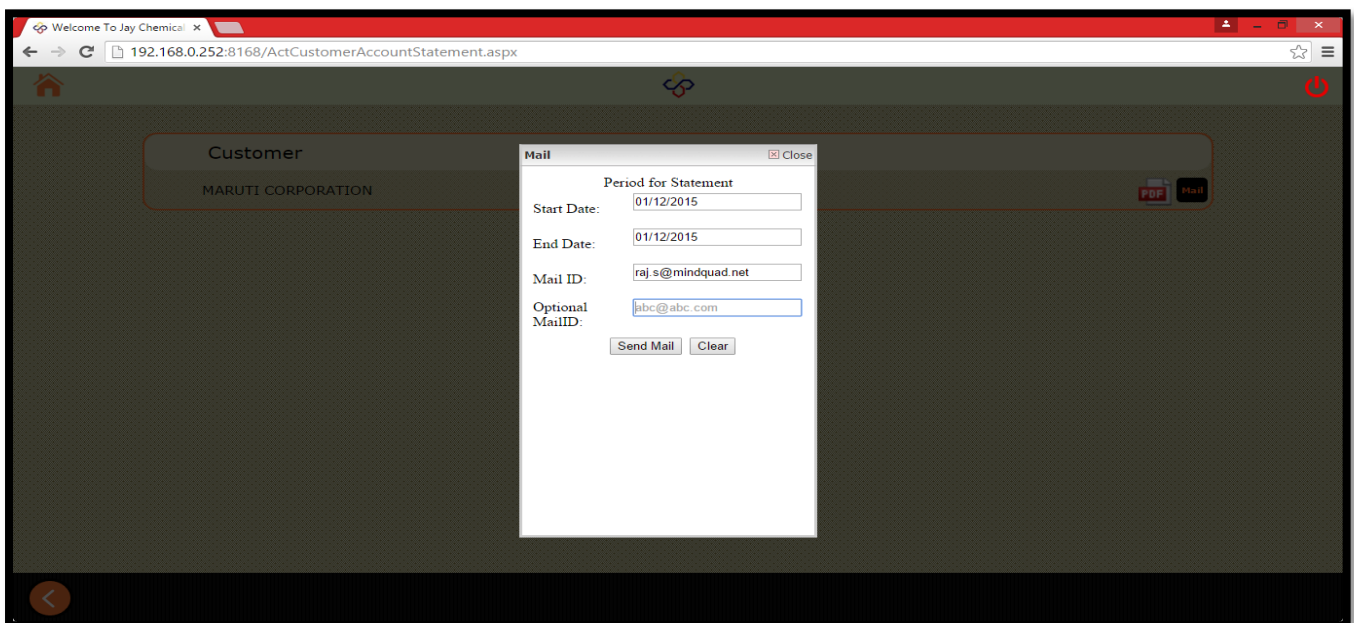 Welcome To Jay Chemical
192.168.0.252:8168/ActCustomerAccountStatement.aspx
Customer
MARUTI CORPORATION
PDF
Mail
Mail
Close
Period for Statement
Start Date:
01/12/2015
End Date:
01/12/2015
Mail ID:
raj.s@mindquad.net
Optional
MailID:
abc@abc.com
Send Mail
Clear